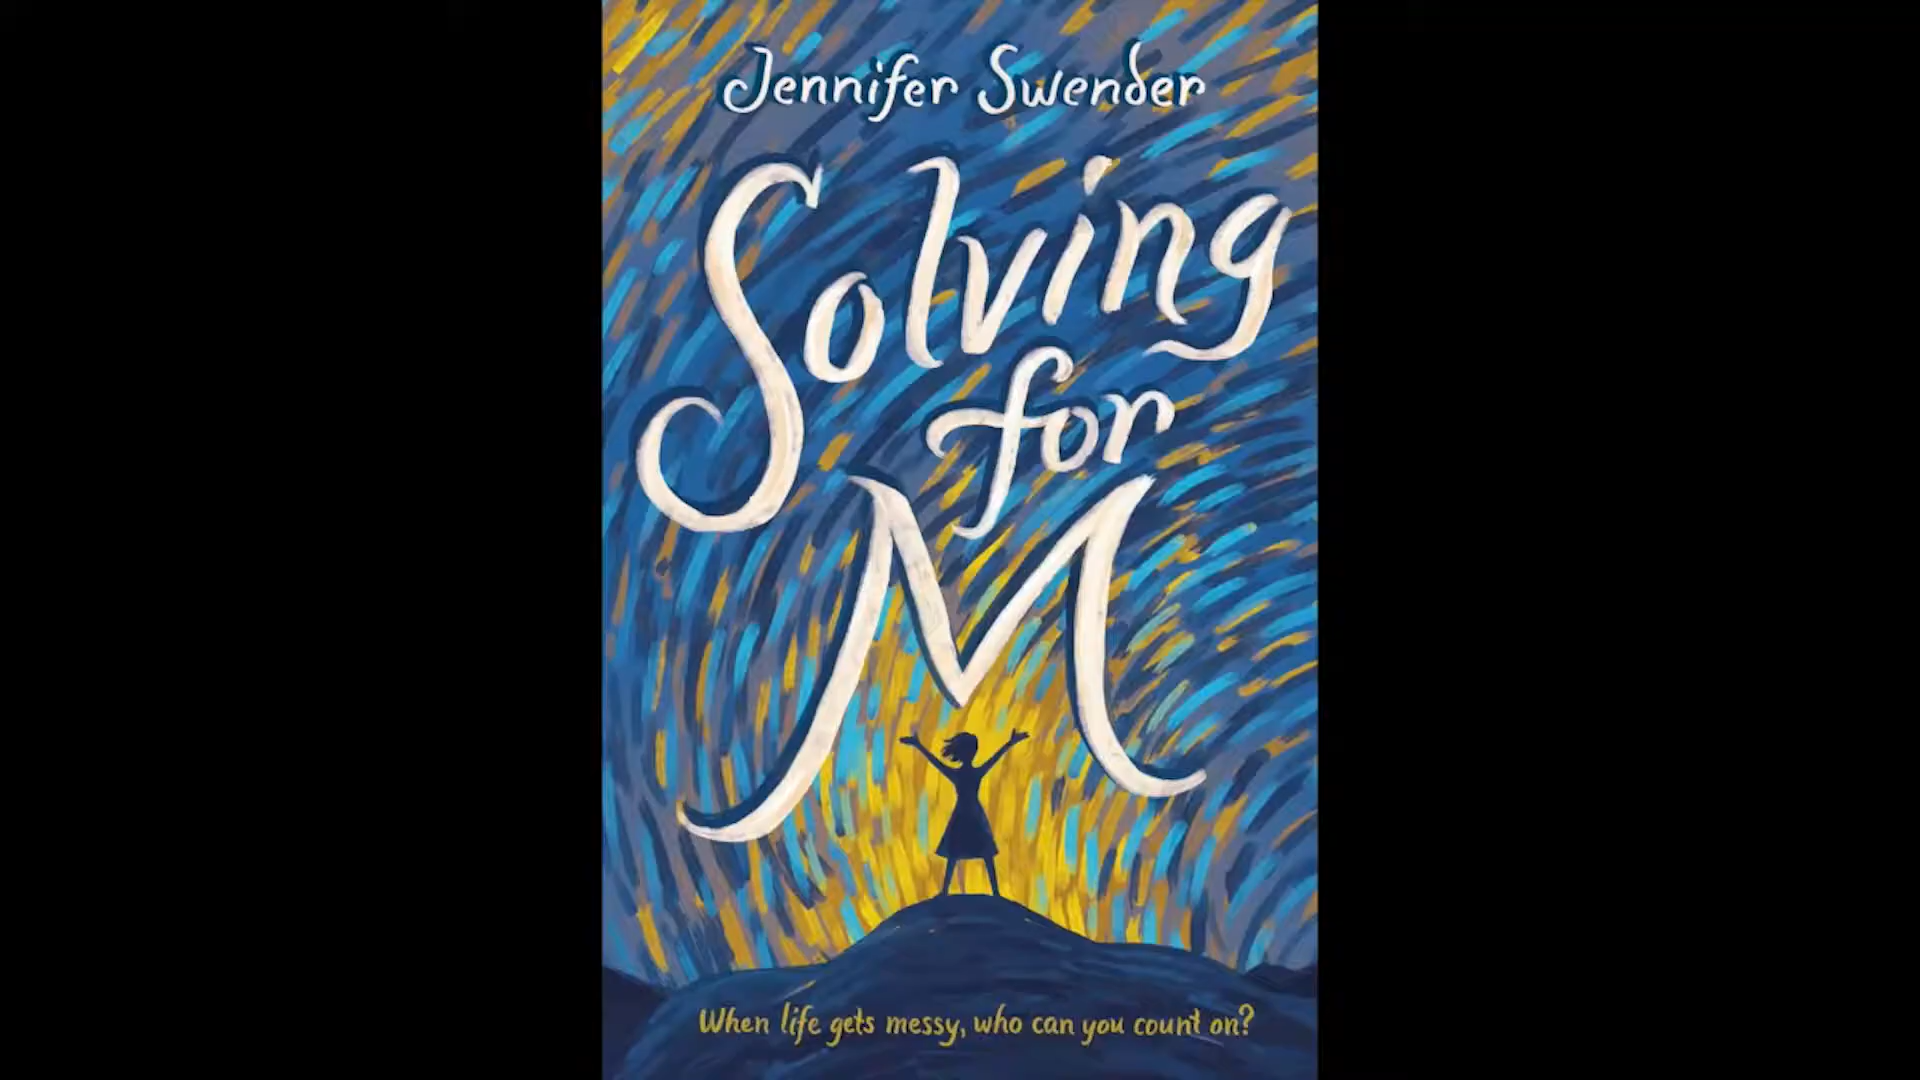 Jennifer Swender
Solving
for
M
When life gets messy, who can you count on?